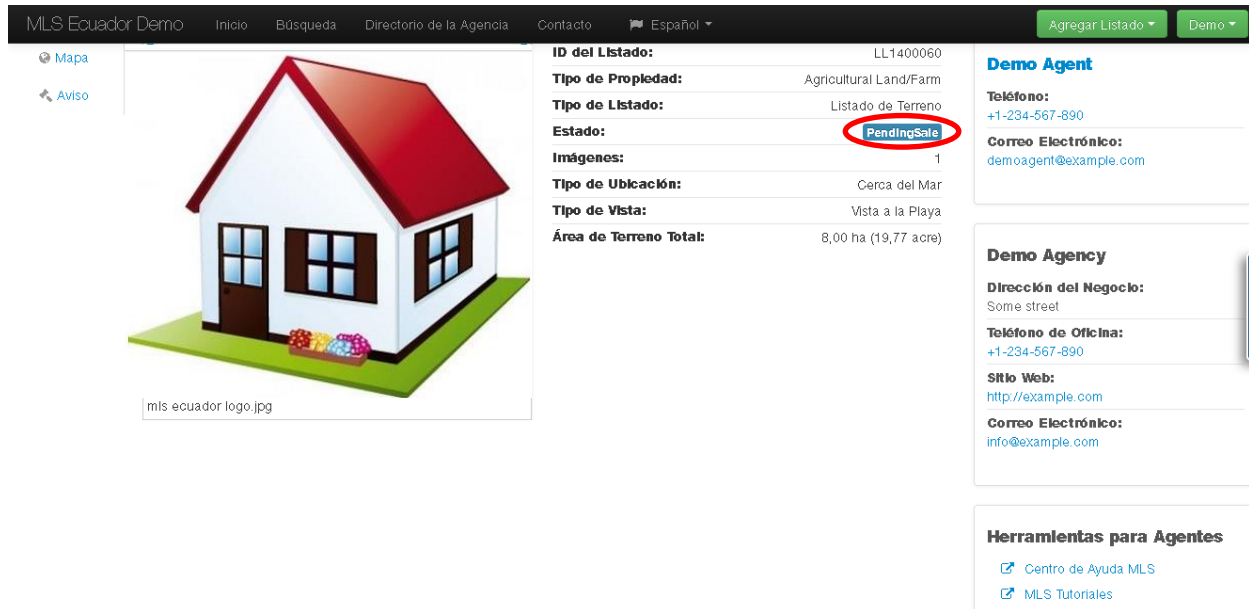 MLS Ecuador Demo Inicio Búsqueda Directorio de la Agencia Contacto Español Agregar Listado Demo
Mapa
Aviso
mls ecuador logo.jpg
ID del Listado: LL1400060
Tipo de Propiedad: Agricultural Land/Farm
Tipo de Listado: Listado de Terreno
Estado: PendingSale
Imágenes: 1
Tipo de Ubicación: Cerca del Mar
Tipo de Vista: Vista a la Playa
Área de Terreno Total: 8,00 ha (19,77 acre)
Demo Agent
Teléfono:
+1-234-567-890
Correo Electrónico:
demoagent@example.com
Demo Agency
Dirección del Negocio:
Some street
Teléfono de Oficina:
+1-234-567-890
Sitio Web:
http://example.com
Correo Electrónico:
info@example.com
Herramientas para Agentes
Centro de Ayuda MLS
MLS Tutoriales